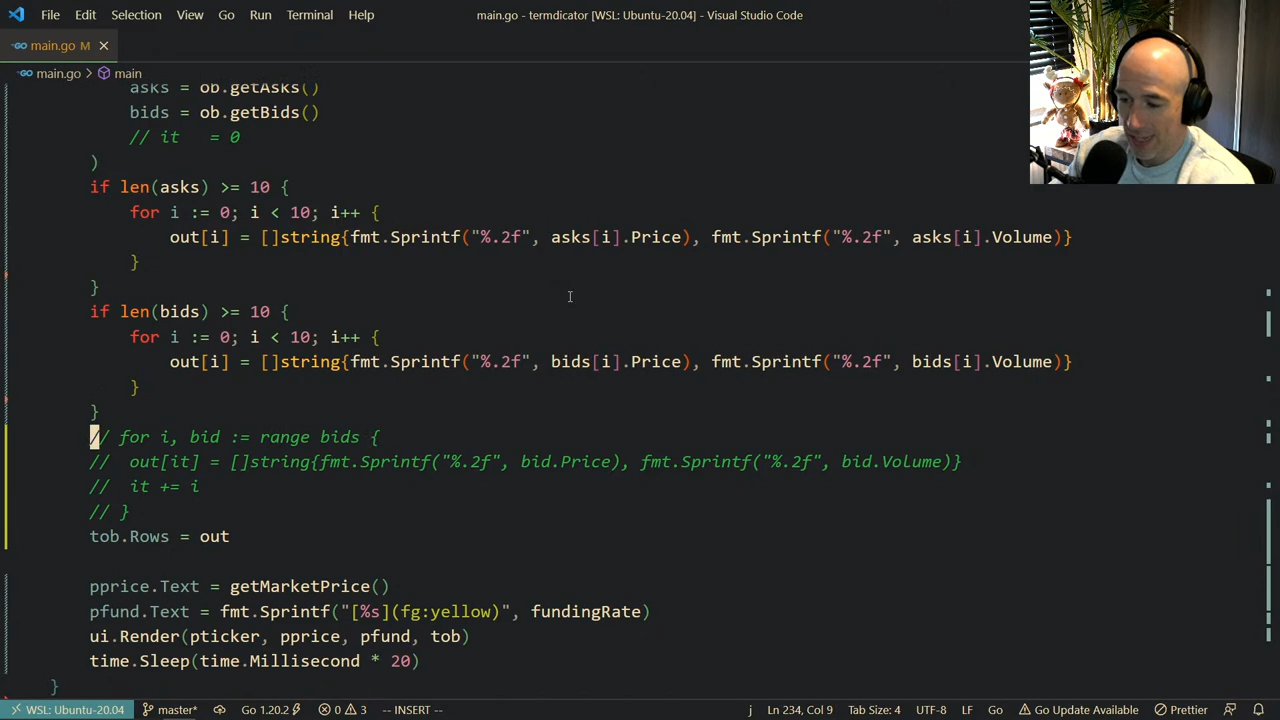 File Edit Selection View Go Run Terminal Help
main.go - termdicator [WSL: Ubuntu-20.04] - Visual Studio Code
main.go M
main.go > main
asks = ob.getAsks()
bids = ob.getBids()
// it   = 0
)
if len(asks) >= 10 {
for i := 0; i < 10; i++ {
out[i] = []string{fmt.Sprintf("%.2f", asks[i].Price), fmt.Sprintf("%.2f", asks[i].Volume)}
}
}
if len(bids) >= 10 {
for i := 0; i < 10; i++ {
out[i] = []string{fmt.Sprintf("%.2f", bids[i].Price), fmt.Sprintf("%.2f", bids[i].Volume)}
}
}
// for i, bid := range bids {
//  out[it] = []string{fmt.Sprintf("%.2f", bid.Price), fmt.Sprintf("%.2f", bid.Volume)}
//  it += i
// }
tob.Rows = out
pprice.Text = getMarketPrice()
pfund.Text = fmt.Sprintf("[%s](fg:yellow)", fundingRate)
ui.Render(pticker, pprice, pfund, tob)
time.Sleep(time.Millisecond * 20)
}
WSL: Ubuntu-20.04 master* Go 1.20.2 0 3 -- INSERT -- j Ln 234, Col 9 Tab Size: 4 UTF-8 LF Go Go Update Available Prettier